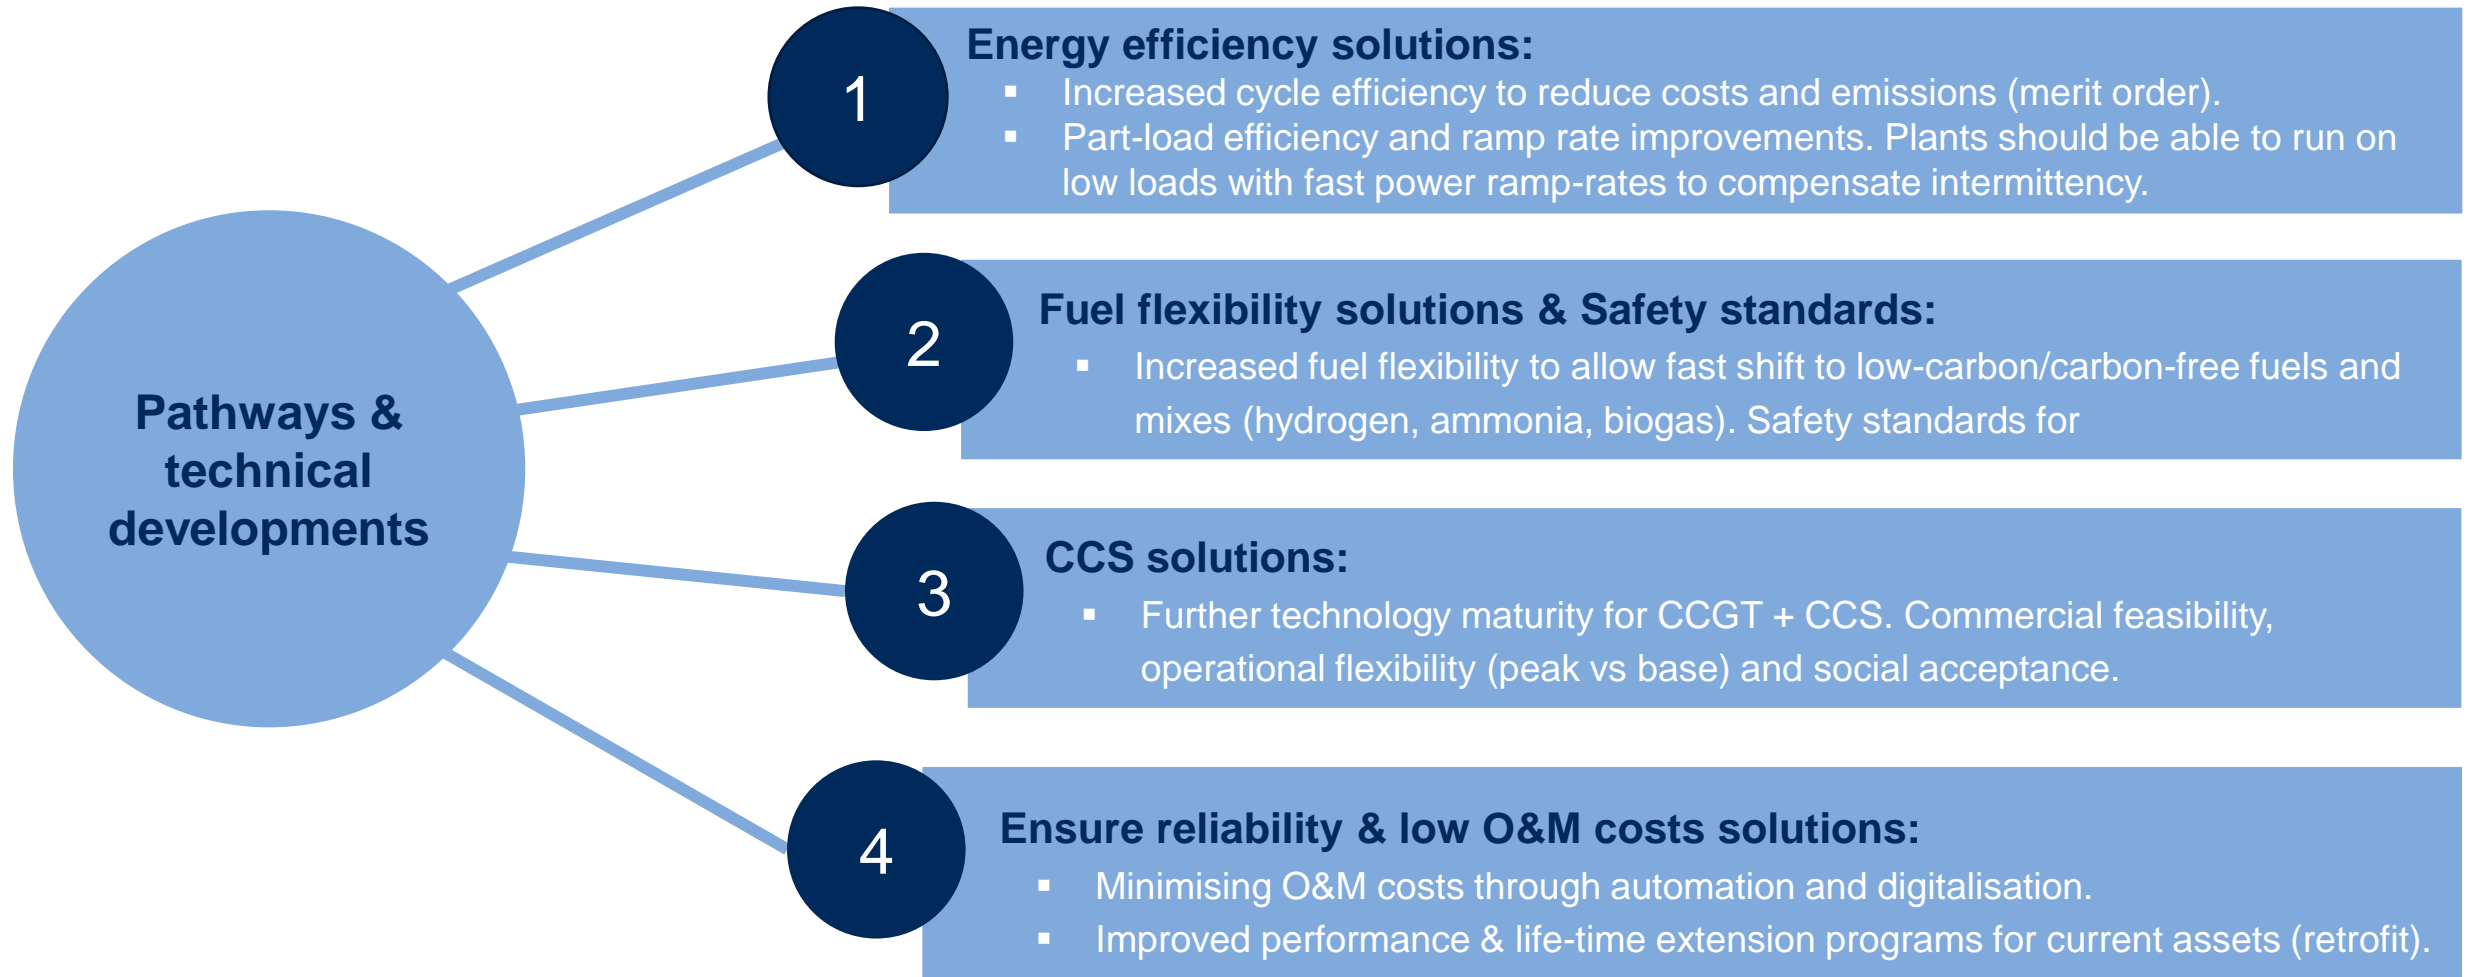 Pathways &
technical
developments
1
Energy efficiency solutions:
▪ Increased cycle efficiency to reduce costs and emissions (merit order).
▪ Part-load efficiency and ramp rate improvements. Plants should be able to run on
low loads with fast power ramp-rates to compensate intermittency.
2
Fuel flexibility solutions & Safety standards:
▪ Increased fuel flexibility to allow fast shift to low-carbon/carbon-free fuels and
mixes (hydrogen, ammonia, biogas). Safety standards for
3
CCS solutions:
▪ Further technology maturity for CCGT + CCS. Commercial feasibility,
operational flexibility (peak vs base) and social acceptance.
4
Ensure reliability & low O&M costs solutions:
▪ Minimising O&M costs through automation and digitalisation.
▪ Improved performance & life-time extension programs for current assets (retrofit).